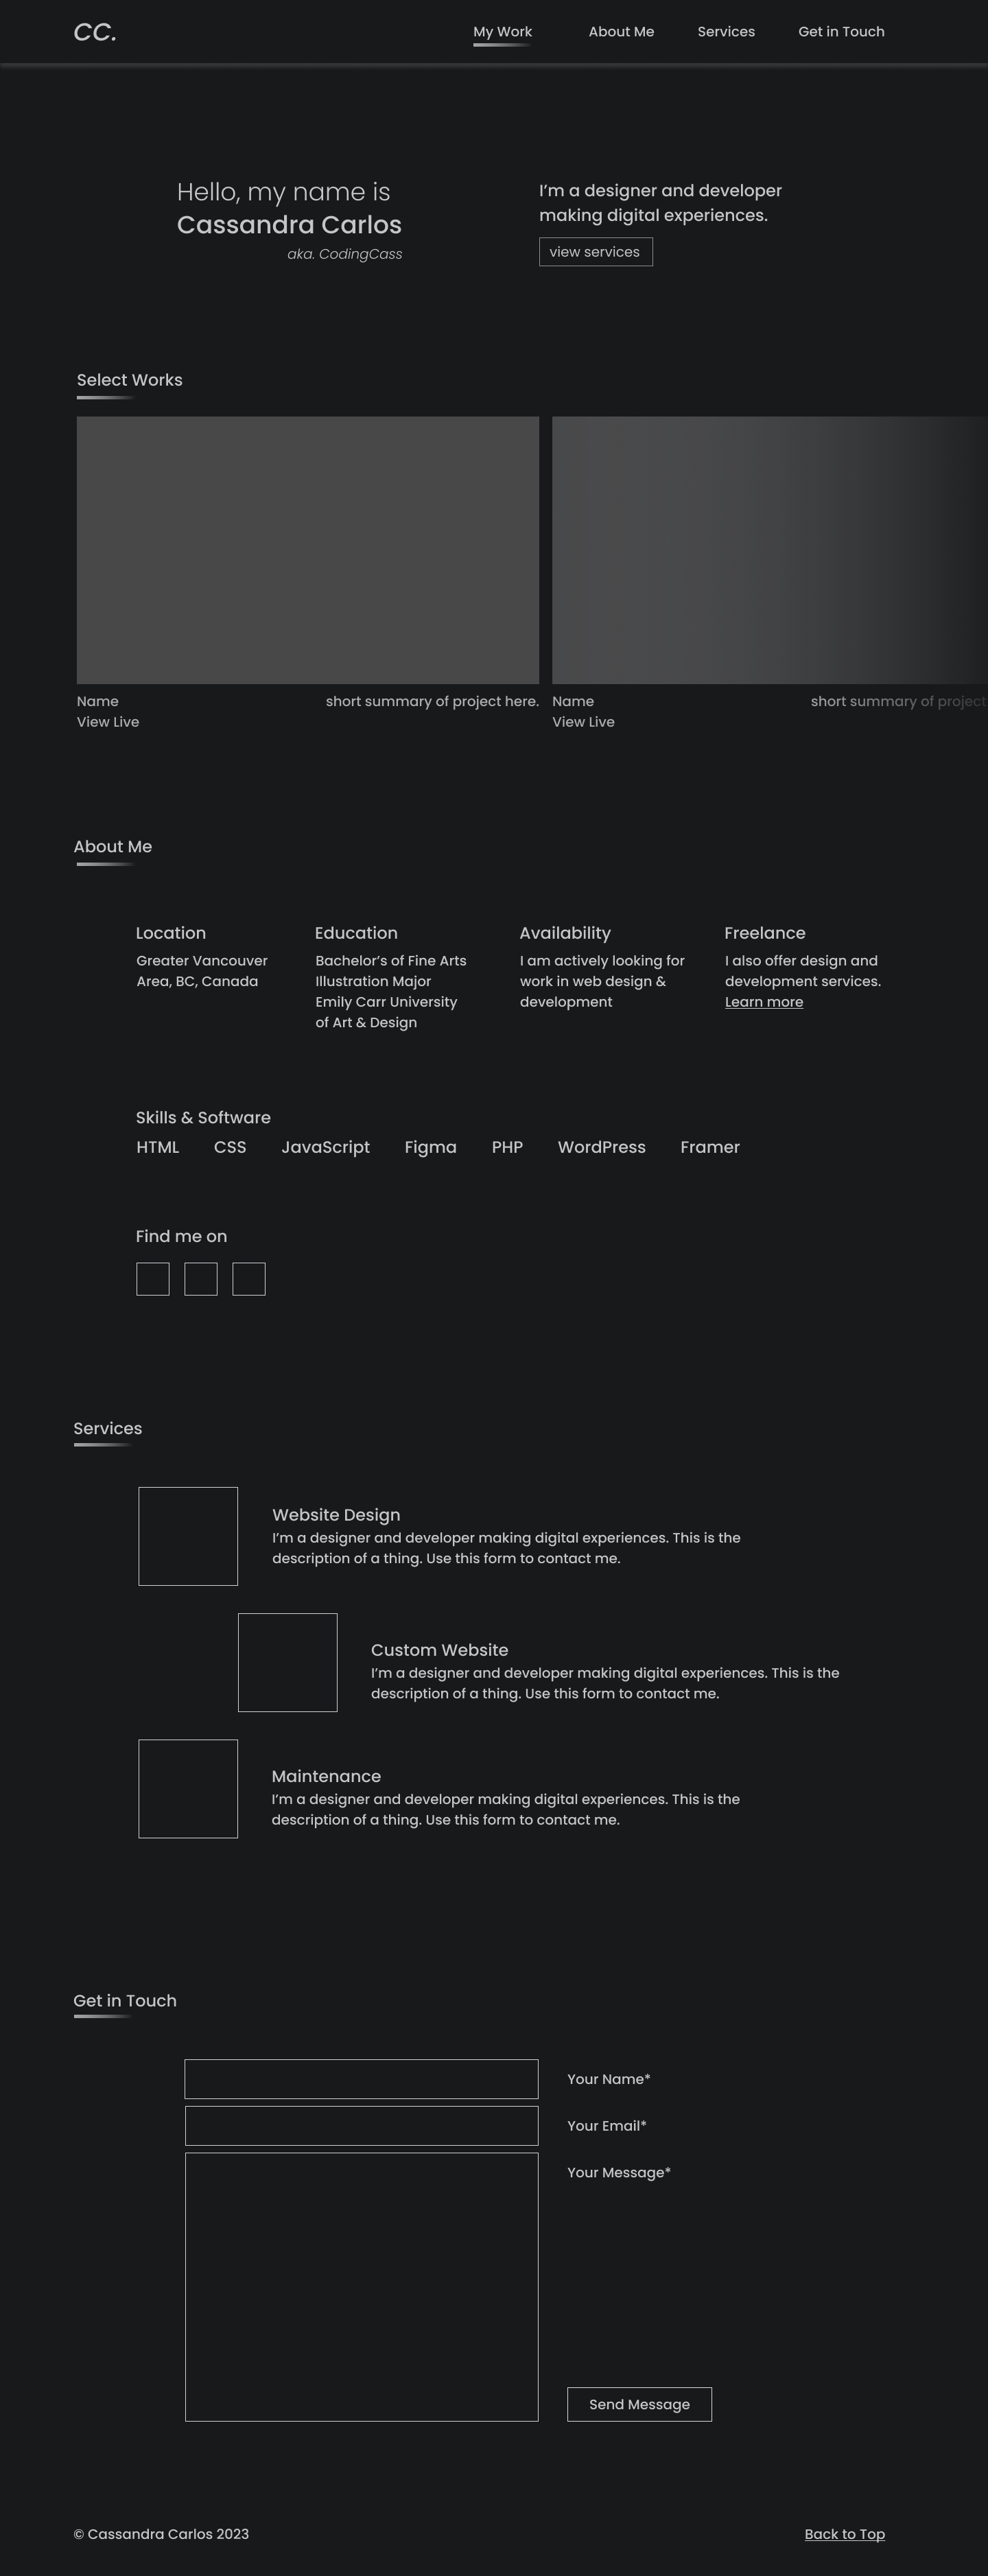 CC.
My Work
About Me
Services
Get in Touch
Hello, my name is
Cassandra Carlos
aka. CodingCass
I’m a designer and developer
making digital experiences.
view services
Select Works
Name
short summary of project here.
View Live
Name
short summary of project
View Live
About Me
Location
Greater Vancouver
Area, BC, Canada
Education
Bachelor’s of Fine Arts
Illustration Major
Emily Carr University
of Art & Design
Availability
I am actively looking for
work in web design &
development
Freelance
I also offer design and
development services.
Learn more
Skills & Software
HTML CSS JavaScript Figma PHP WordPress Framer
Find me on
Services
Website Design
I’m a designer and developer making digital experiences. This is the
description of a thing. Use this form to contact me.
Custom Website
I’m a designer and developer making digital experiences. This is the
description of a thing. Use this form to contact me.
Maintenance
I’m a designer and developer making digital experiences. This is the
description of a thing. Use this form to contact me.
Get in Touch
Your Name*
Your Email*
Your Message*
Send Message
© Cassandra Carlos 2023
Back to Top